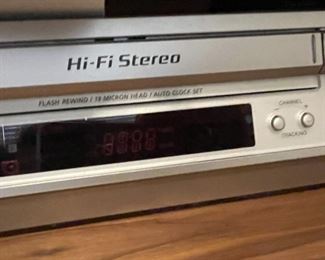 Hi-Fi Stereo
FLASH REWIND / 19 MICRON HEAD / AUTO CLOCK SET
CHANNEL
- +
TRACKING